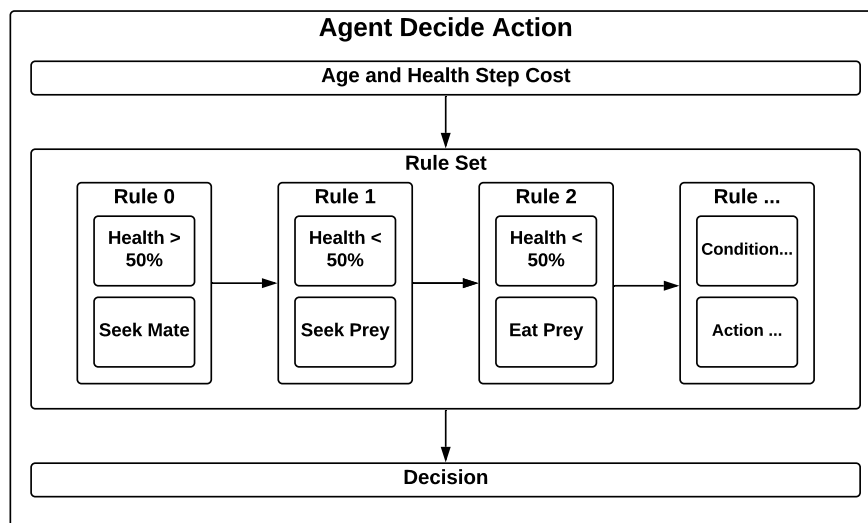 Agent Decide Action
Age and Health Step Cost
Rule Set
Rule 0
Health >
50%
Seek Mate
Rule 1
Health <
50%
Seek Prey
Rule 2
Health <
50%
Eat Prey
Rule ...
Condition...
Action ...
Decision